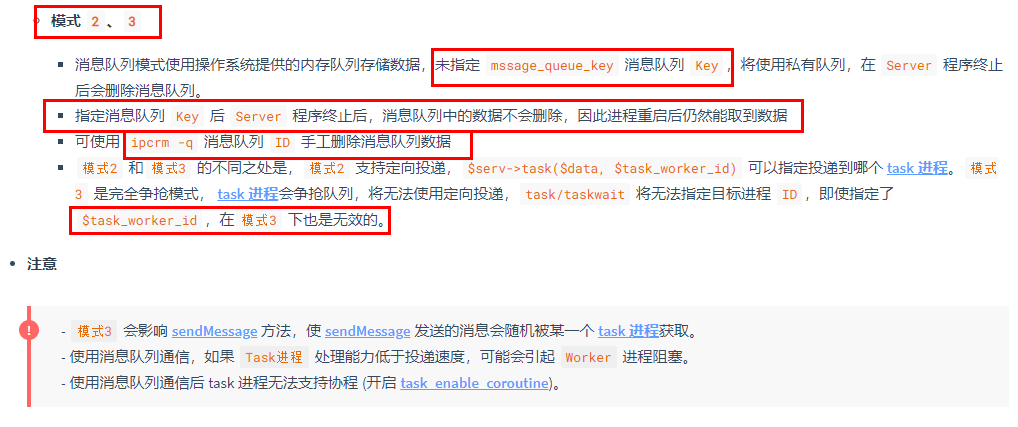 模式 2 、 3
消息队列模式使用操作系统提供的内存队列存储数据，未指定 mssage_queue_key 消息队列 Key，将使用私有队列，在 Server 程序终止
后会删除消息队列。
指定消息队列 Key 后 Server 程序终止后，消息队列中的数据不会删除，因此进程重启后仍然能取到数据
可使用 ipcrm -q 消息队列 ID 手工删除消息队列数据
模式2 和 模式3 的不同之处是， 模式2 支持定向投递， $serv->task($data, $task_worker_id) 可以指定投递到哪个 task 进程。 模式
3 是完全争抢模式， task 进程会争抢队列，将无法使用定向投递， task/taskwait 将无法指定目标进程 ID ，即使指定了
$task_worker_id ，在 模式3 下也是无效的。
注意
! - 模式3 会影响 sendMessage 方法，使 sendMessage 发送的消息会随机被某一个 task 进程获取。
- 使用消息队列通信，如果 Task进程 处理能力低于投递速度，可能会引起 Worker 进程阻塞。
- 使用消息队列通信后 task 进程无法支持协程 (开启 task_enable_coroutine)。